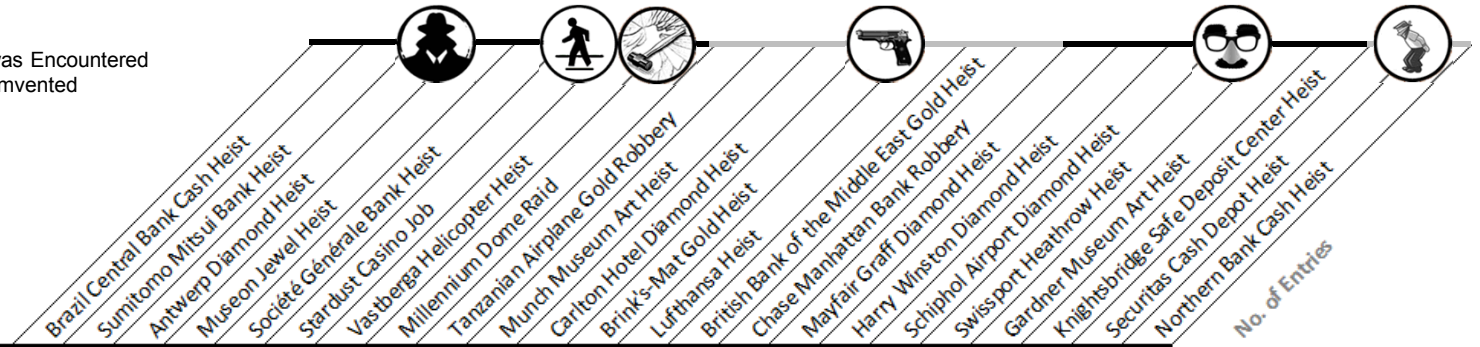 as Encountered
mvented
Brazil Central Bank Cash Heist
Sumitomo Mitsui Bank Heist
Antwerp Diamond Heist
Museon Jewel Heist
Société Générale Bank Heist
Stardust Casino Job
Vastberga Helicopter Heist
Millennium Dome Raid
Tanzanian Airplane Gold Robbery
Munch Museum Art Heist
Carlton Hotel Diamond Heist
Brink's-Mat Gold Heist
Lufthansa Heist
British Bank of the Middle East Gold Heist
Chase Manhattan Bank Robbery
Mayfair Graff Diamond Heist
Harry Winston Diamond Heist
Schiphol Airport Diamond Heist
Swissport Heathrow Heist
Gardner Museum Art Heist
Knightsbridge Safe Deposit Center Heist
Securitas Cash Depot Heist
Northern Bank Cash Heist
No. of Entries